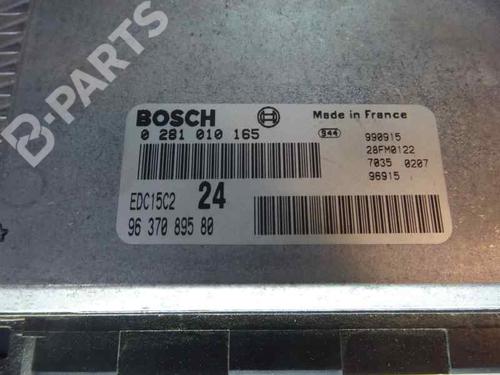 B-PARTS
BOSCH
Made in France
0 281 010 165
S44
990915
28FM0122
7035 0207
96915
EDC15C2 24
96 370 895 80